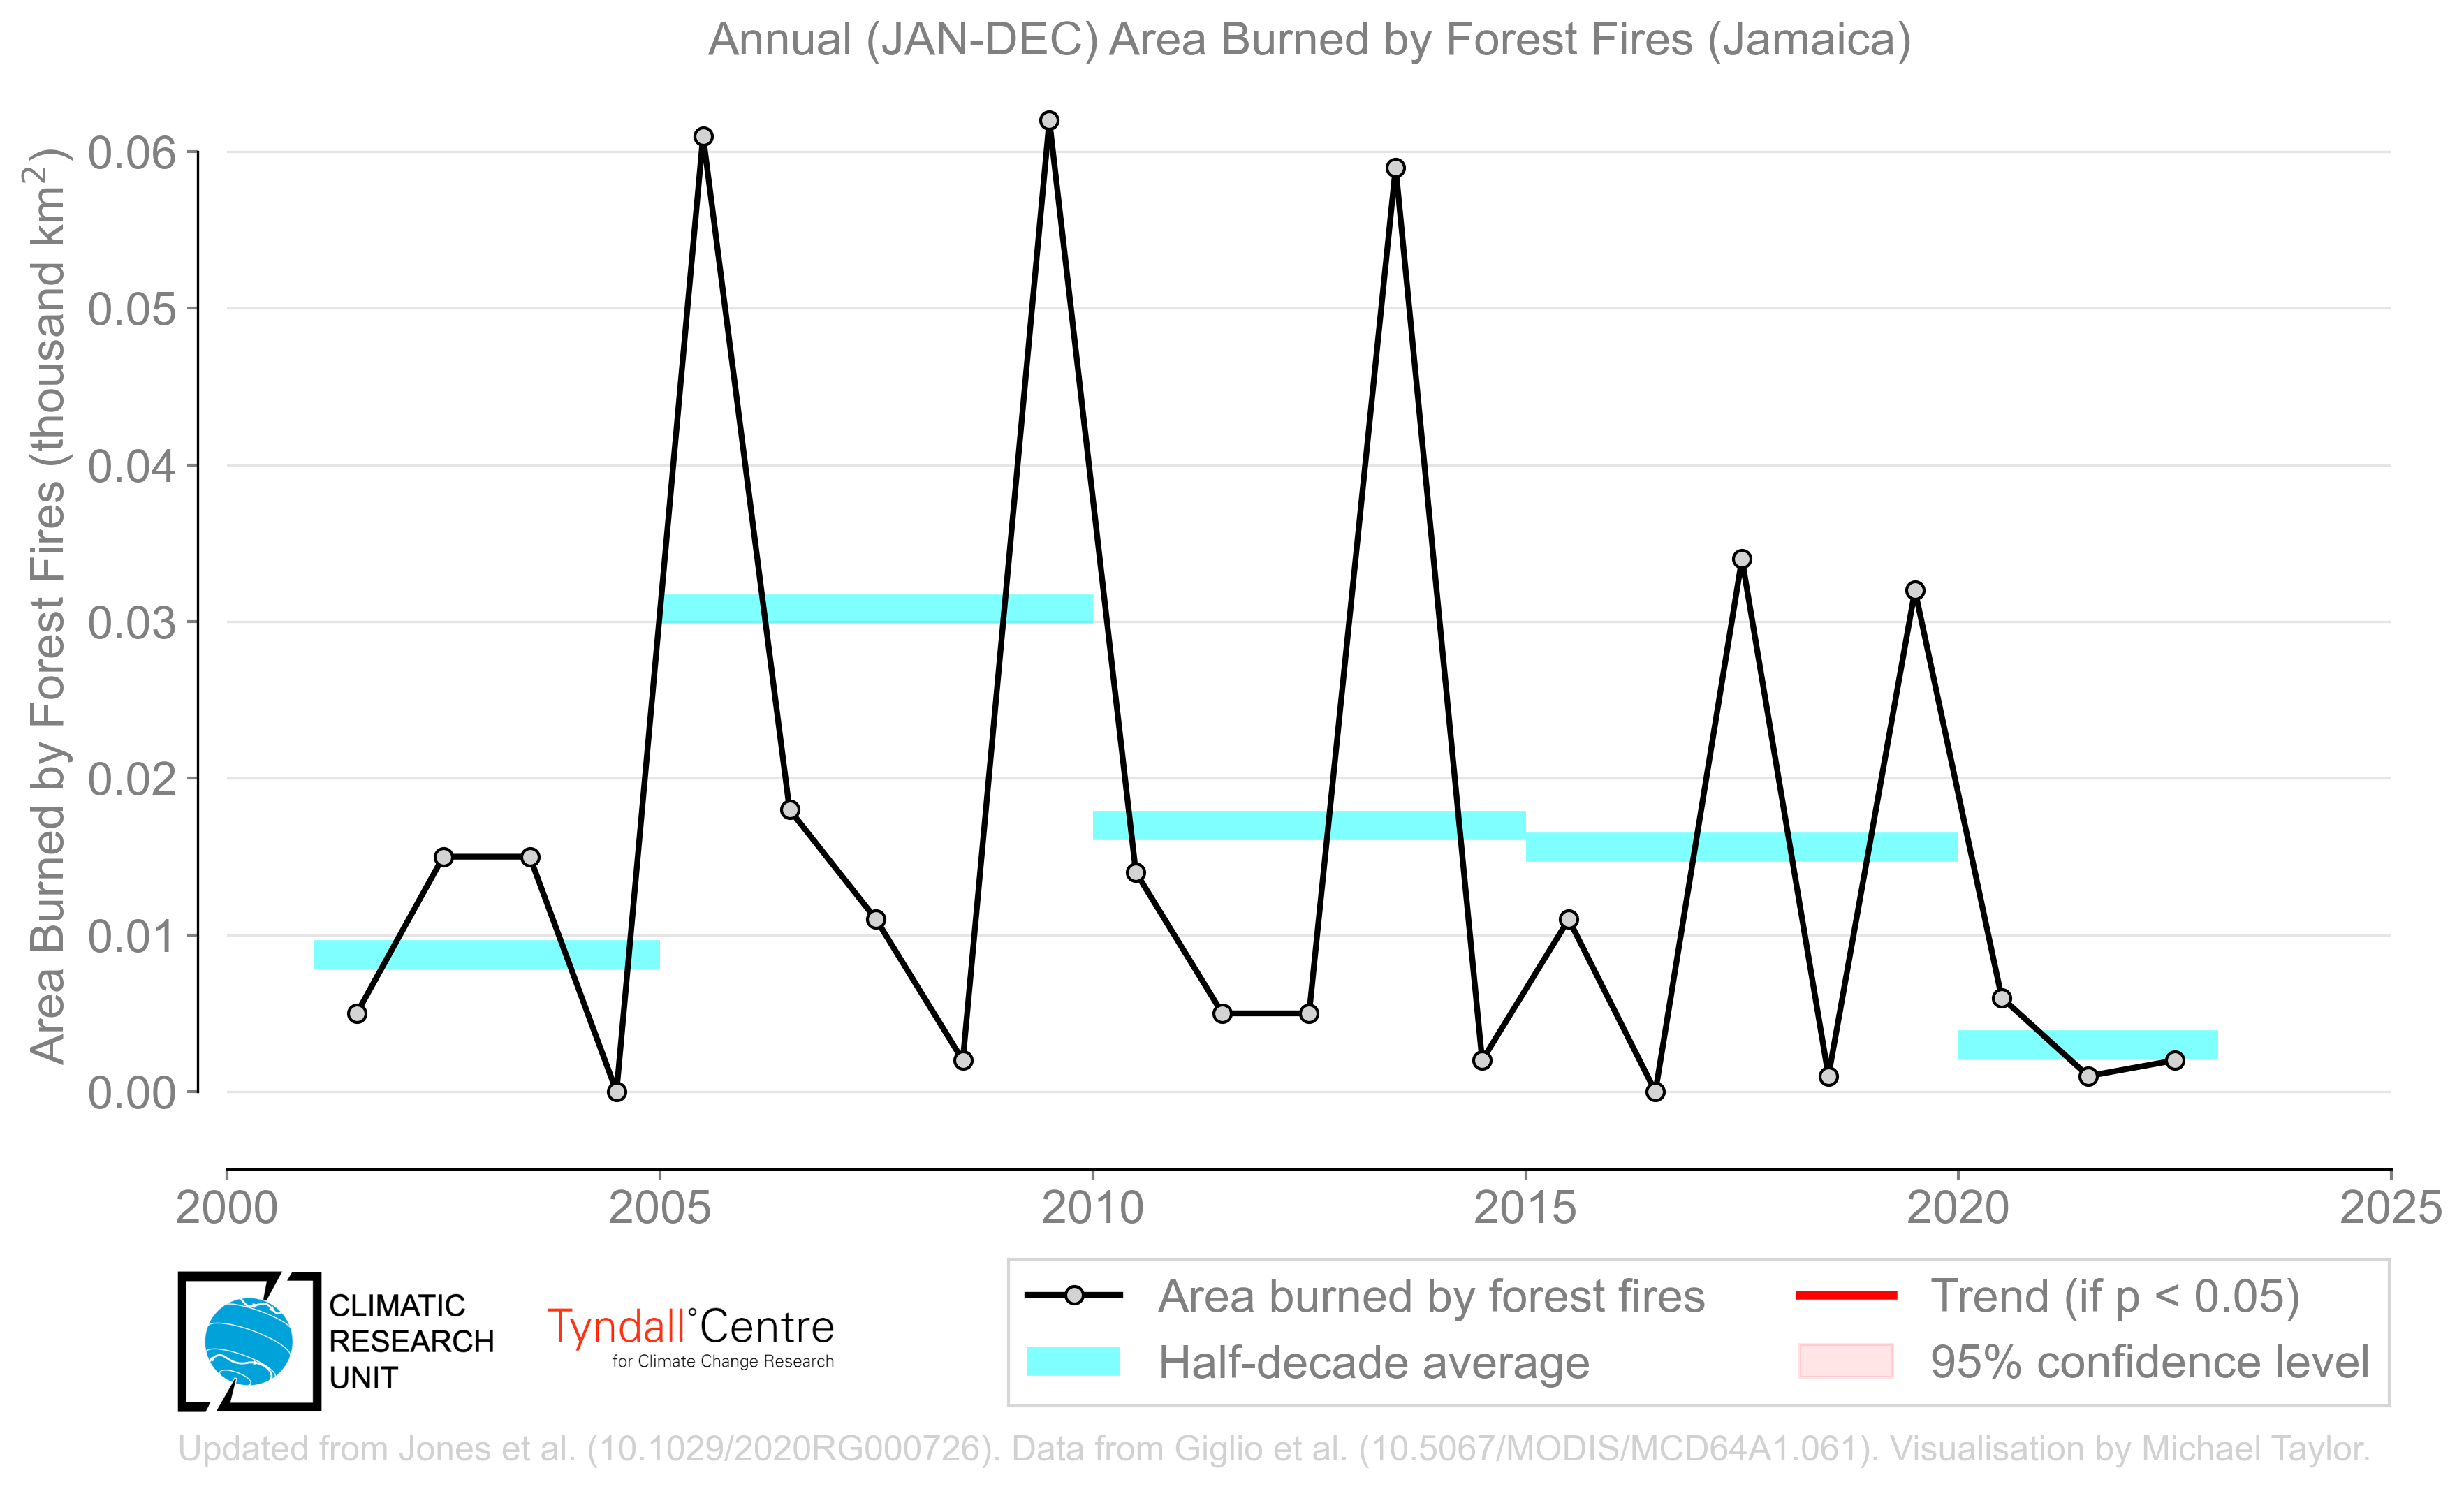 Annual (JAN-DEC) Area Burned by Forest Fires (Jamaica)
Area Burned by Forest Fires (thousand km²)
0.06
0.05
0.04
0.03
0.02
0.01
0.00
2000 2005 2010 2015 2020 2025
CLIMATIC
RESEARCH
UNIT
Tyndall°Centre
for Climate Change Research
Area burned by forest fires
Half-decade average
Trend (if p < 0.05)
95% confidence level
Updated from Jones et al. (10.1029/2020RG000726). Data from Giglio et al. (10.5067/MODIS/MCD64A1.061). Visualisation by Michael Taylor.